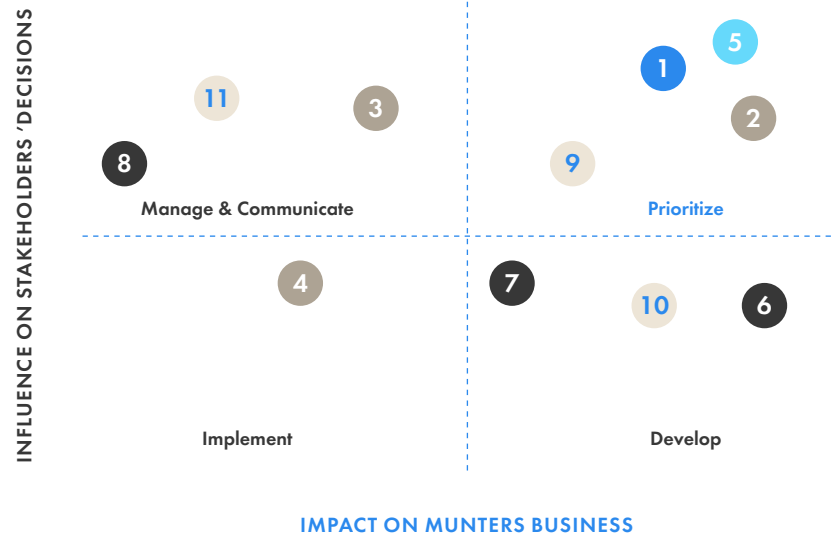 INFLUENCE ON STAKEHOLDERS ’DECISIONS
5
1
11
3
2
8
9
Manage & Communicate
Prioritize
4
7
10
6
Implement
Develop
IMPACT ON MUNTERS BUSINESS